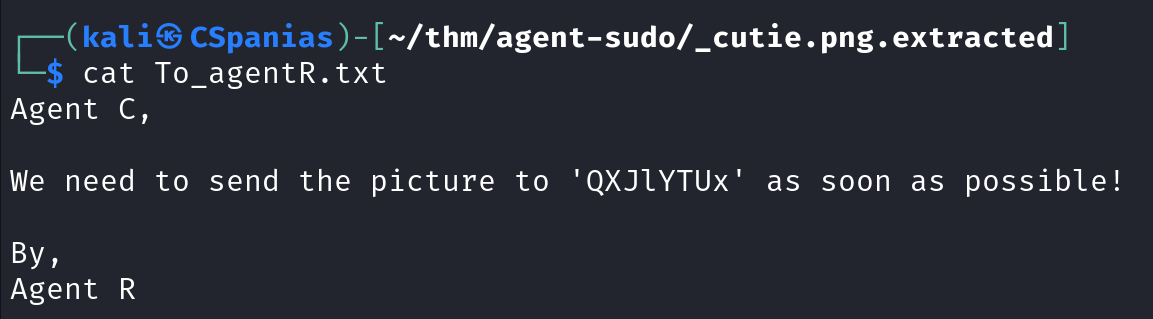 ┌──(kali㉿CSpanias)-[~/thm/agent-sudo/_cutie.png.extracted]
└─$ cat To_agentR.txt
Agent C,
We need to send the picture to 'QXJlYTUx' as soon as possible!
By,
Agent R